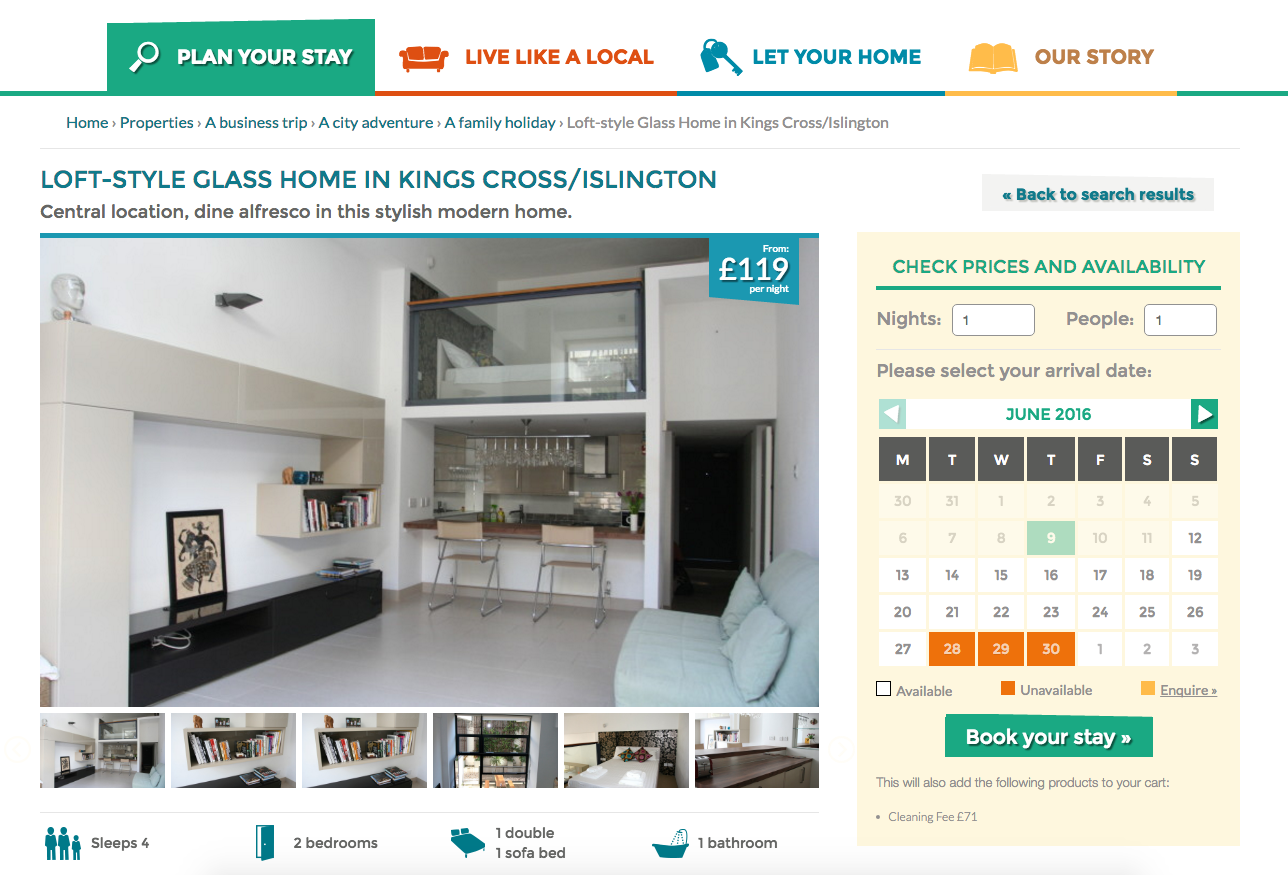 PLAN YOUR STAY
LIVE LIKE A LOCAL
LET YOUR HOME
OUR STORY
Home › Properties › A business trip › A city adventure › A family holiday › Loft-style Glass Home in Kings Cross/Islington
LOFT-STYLE GLASS HOME IN KINGS CROSS/ISLINGTON
Central location, dine alfresco in this stylish modern home.
« Back to search results
From:
£119
per night
CHECK PRICES AND AVAILABILITY
Nights: 1 People: 1
Please select your arrival date:
JUNE 2016
M T W T F S S
30 31 1 2 3 4 5
6 7 8 9 10 11 12
13 14 15 16 17 18 19
20 21 22 23 24 25 26
27 28 29 30 1 2 3
Available Unavailable Enquire »
Book your stay »
This will also add the following products to your cart:
• Cleaning Fee £71
Sleeps 4
2 bedrooms
1 double
1 sofa bed
1 bathroom